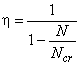 η = 1 / (1 − N / N_cr)